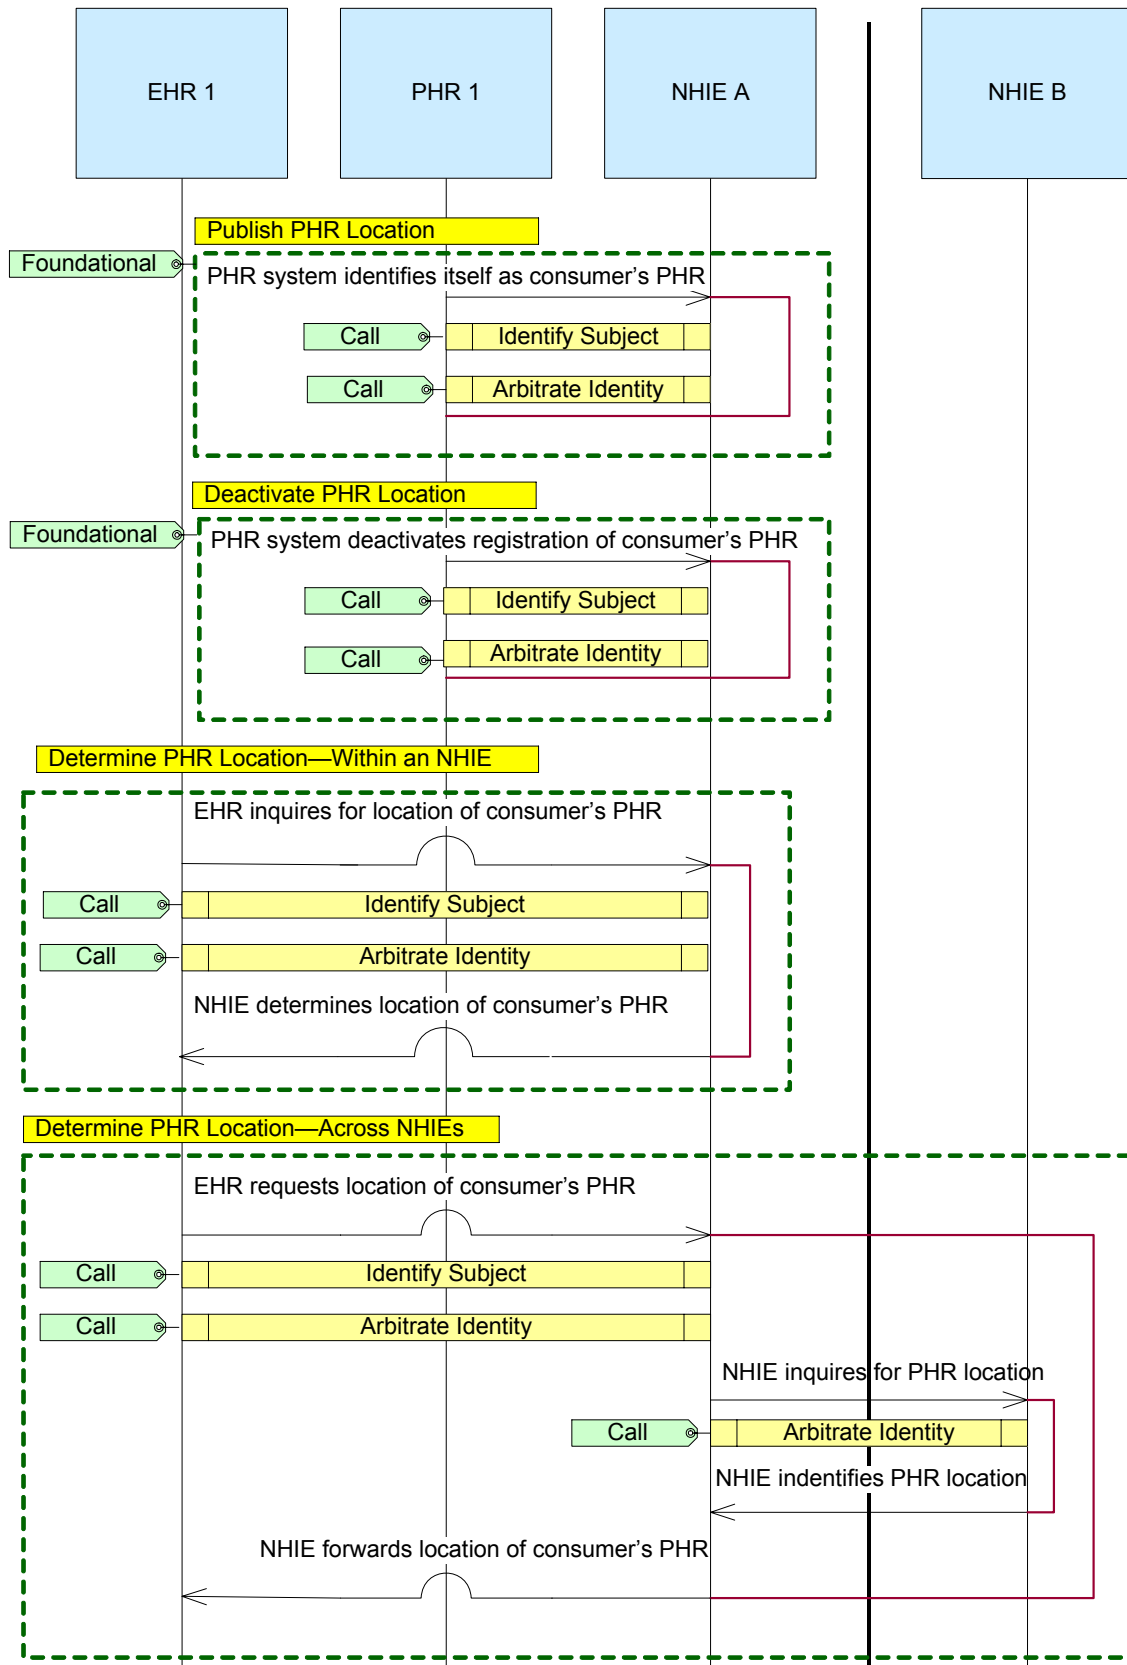 EHR 1
PHR 1
NHIE A
NHIE B
Publish PHR Location
Foundational
PHR system identifies itself as consumer’s PHR
Call
Identify Subject
Call
Arbitrate Identity
Deactivate PHR Location
Foundational
PHR system deactivates registration of consumer’s PHR
Call
Identify Subject
Call
Arbitrate Identity
Determine PHR Location—Within an NHIE
EHR inquires for location of consumer’s PHR
Call
Identify Subject
Call
Arbitrate Identity
NHIE determines location of consumer’s PHR
Determine PHR Location—Across NHIEs
EHR requests location of consumer’s PHR
Call
Identify Subject
Call
Arbitrate Identity
NHIE inquires for PHR location
Call
Arbitrate Identity
NHIE indentifies PHR location
NHIE forwards location of consumer’s PHR